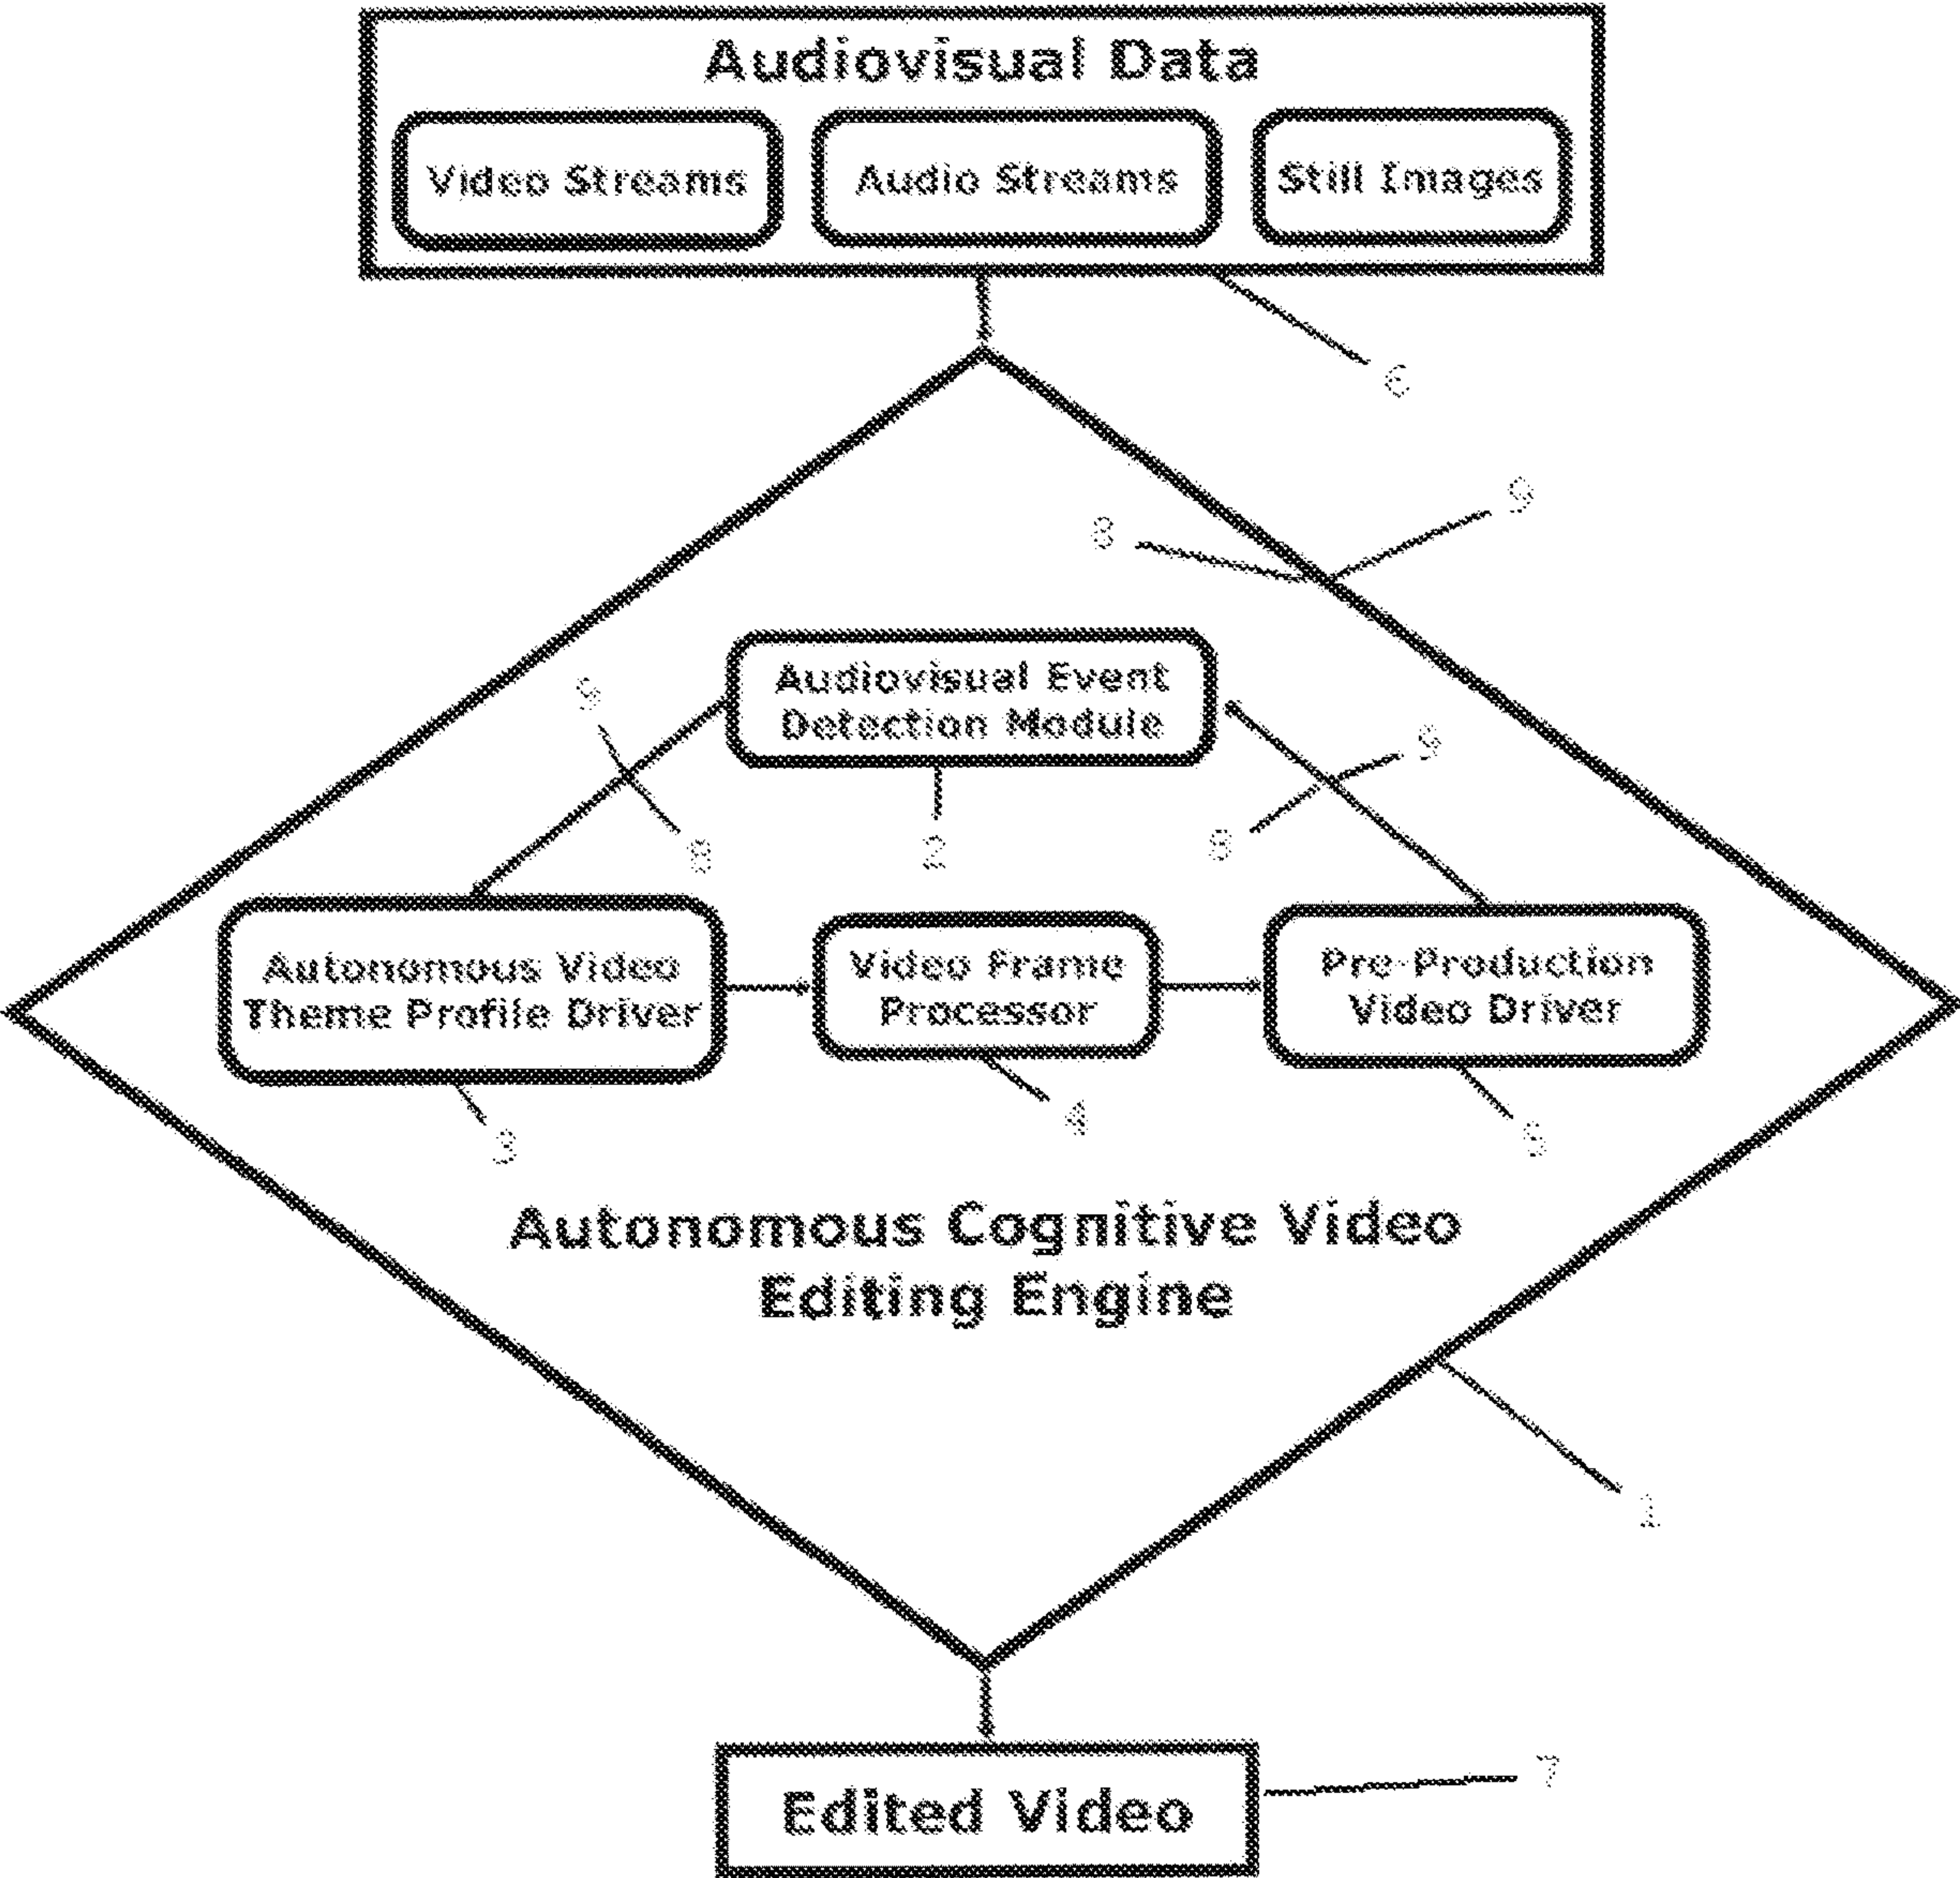 Audiovisual Data
Video Streams
Audio Streams
Still Images
6
9
8
Audiovisual Event
Detection Module
9
9
8
2
8
Autonomous Video
Theme Profile Driver
Video Frame
Processor
Pre-Production
Video Driver
3
4
5
Autonomous Cognitive Video
Editing Engine
1
Edited Video
7